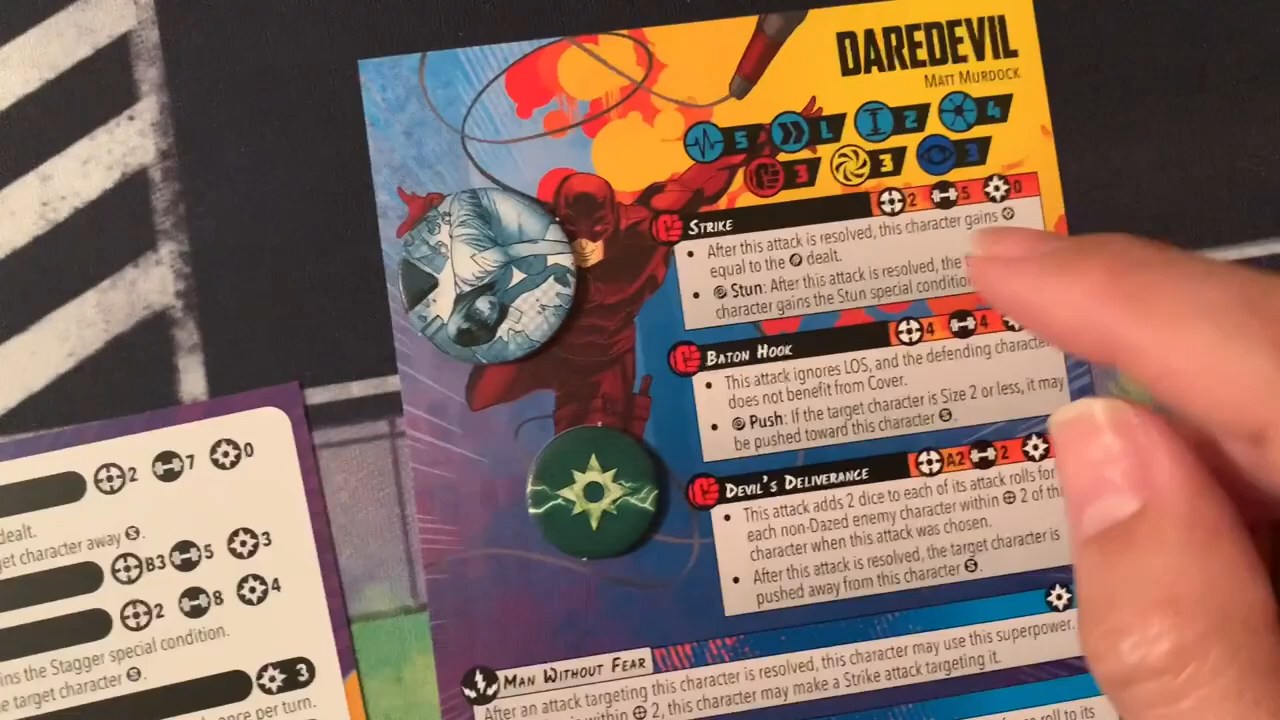 DAREDEVIL
MATT MURDOCK
5 L 2 4
3 3 3
STRIKE 2 5 0
• After this attack is resolved, this character gains
equal to the dealt.
• Stun: After this attack is resolved, the
character gains the Stun special
BATON HOOK 4 4
• This attack ignores LOS, and the defending
does not benefit from Cover.
• Push: If the target character is Size 2 or less, it may
be pushed toward this character S.
DEVIL'S DELIVERANCE A2 2
• This attack adds 2 dice to each of its attack rolls for
each non-Dazed enemy character within 2 of
character when this attack was chosen.
• After this attack is resolved, the target character is
pushed away from this character S.
MAN WITHOUT FEAR
After an attack targeting this character is resolved, this character may use this superpower.
within 2, this character may make a Strike attack targeting it.
roll to its
2 7 0
dealt.
character away S.
B3 5 3
2 8 4
the Stagger special condition.
target character S.
3
per turn.